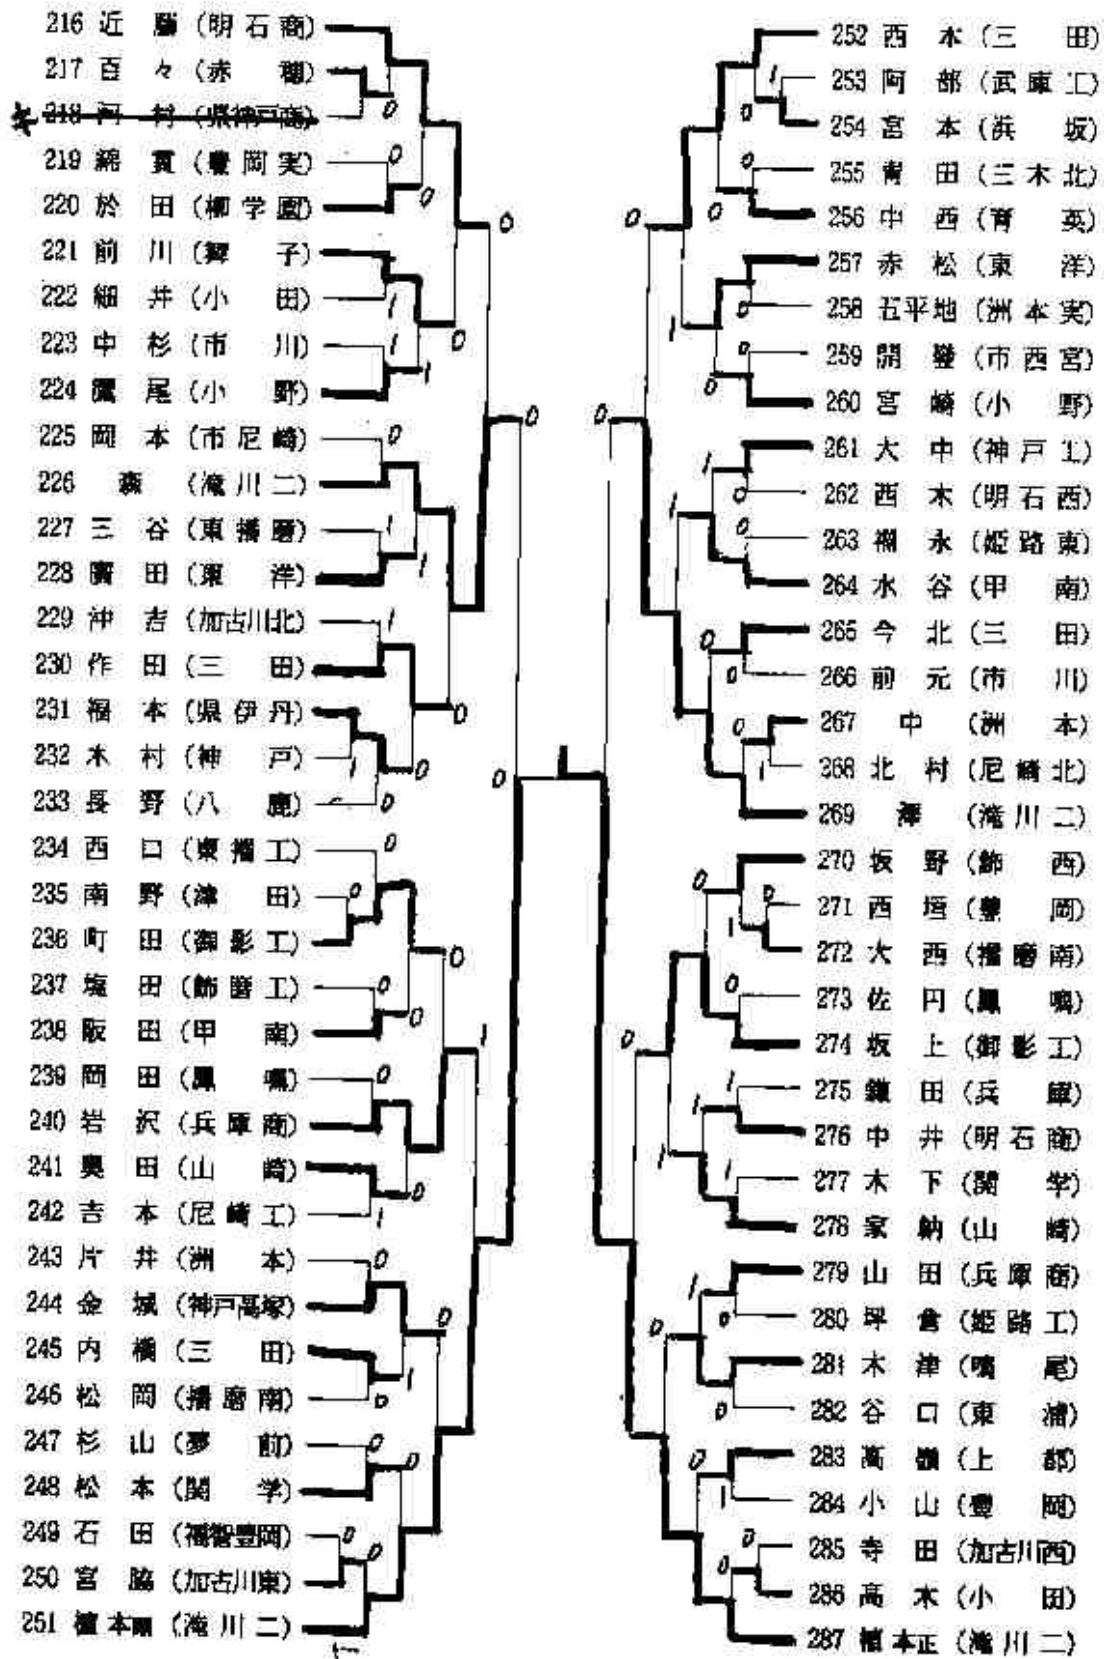 216 近藤 (明石商)
217 百々 (赤穂)
218 河村 (県神戸商)
219 綿貫 (豊岡実)
220 於田 (柳学園)
221 前川 (舞子)
222 細井 (小田)
223 中杉 (市川)
224 鷹尾 (小野)
225 岡本 (市尼崎)
226 森 (滝川二)
227 三谷 (東播磨)
228 廣田 (東洋)
229 沖吉 (加古川北)
230 作田 (三田)
231 福本 (県伊丹)
232 木村 (神戸)
233 長野 (八鹿)
234 西口 (東播工)
235 南野 (津田)
236 町田 (御影工)
237 塩田 (飾磨工)
238 阪田 (甲南)
239 岡田 (鳳鳴)
240 岩沢 (兵庫商)
241 奥田 (山崎)
242 吉本 (尼崎工)
243 片井 (洲本)
244 金城 (神戸高塚)
245 内橋 (三田)
246 松岡 (播磨南)
247 杉山 (夢前)
248 松本 (関学)
249 石田 (福智豊岡)
250 宮脇 (加古川東)
251 植本剛 (滝川二)
252 西本 (三田)
253 阿部 (武庫工)
254 宮本 (浜坂)
255 青田 (三木北)
256 中西 (育英)
257 赤松 (東洋)
258 五平地 (洲本実)
259 開發 (市西宮)
260 宮崎 (小野)
261 大中 (神戸工)
262 西木 (明石西)
263 福永 (姫路東)
264 水谷 (甲南)
265 今北 (三田)
266 前元 (市川)
267 中 (洲本)
268 北村 (尼崎北)
269 澤 (滝川二)
270 坂野 (飾西)
271 西垣 (豊岡)
272 大西 (播磨南)
273 佐円 (鳳鳴)
274 坂上 (御影工)
275 鎌田 (兵庫)
276 中井 (明石商)
277 木下 (関学)
278 家納 (山崎)
279 山田 (兵庫商)
280 坪倉 (姫路工)
281 木津 (鳴尾)
282 谷口 (東浦)
283 高嶺 (上郡)
284 小山 (豊岡)
285 寺田 (加古川西)
286 高木 (小田)
287 植本正 (滝川二)